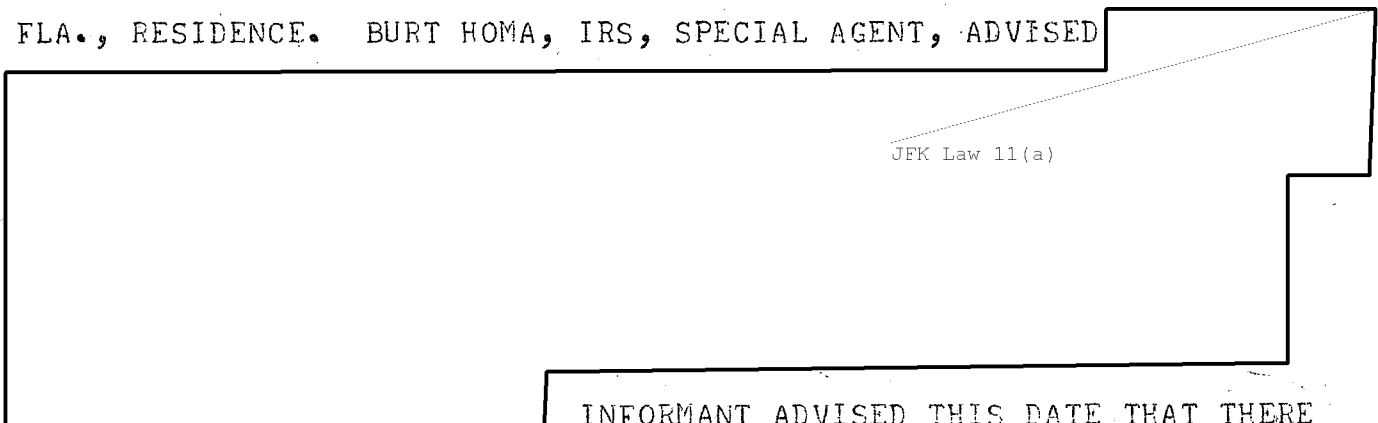 FLA., RESIDENCE. BURT HOMA, IRS, SPECIAL AGENT, ADVISED
JFK Law 11(a)
INFORMANT ADVISED THIS DATE THAT THERE